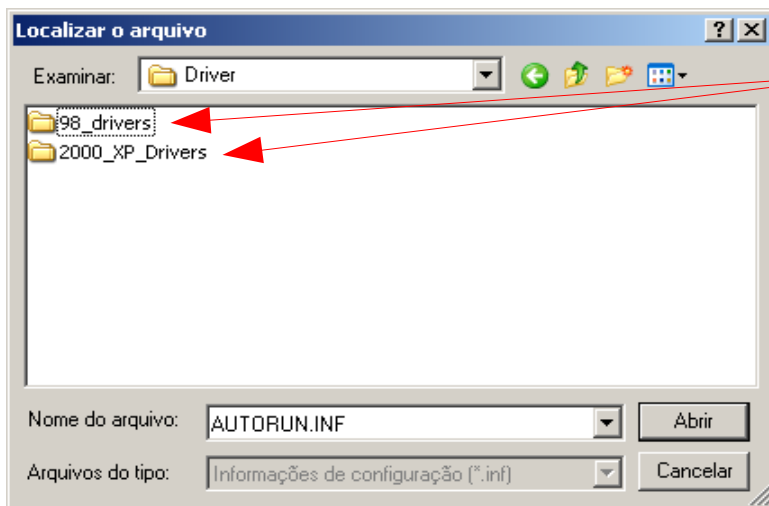 Localizar o arquivo
Examinar: Driver
98_drivers
2000_XP_Drivers
Nome do arquivo: AUTORUN.INF Abrir
Arquivos do tipo: Informações de configuração (*.inf) Cancelar